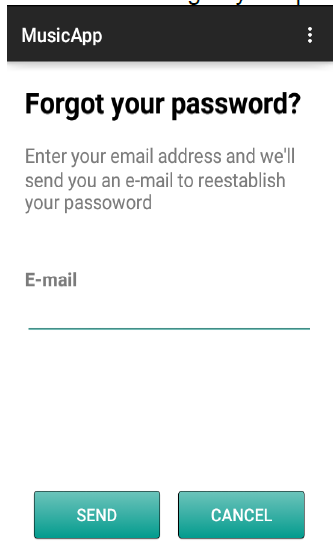 MusicApp
Forgot your password?
Enter your email address and we'll
send you an e-mail to reestablish
your passoword
E-mail
SEND CANCEL